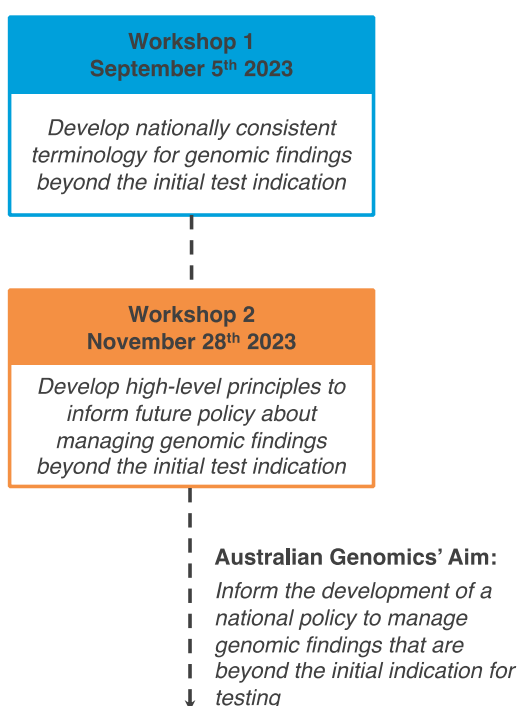 Workshop 1
September 5th 2023
Develop nationally consistent
terminology for genomic findings
beyond the initial test indication
Workshop 2
November 28th 2023
Develop high-level principles to
inform future policy about
managing genomic findings
beyond the initial test indication
Australian Genomics' Aim:
Inform the development of a
national policy to manage
genomic findings that are
beyond the initial indication for
testing